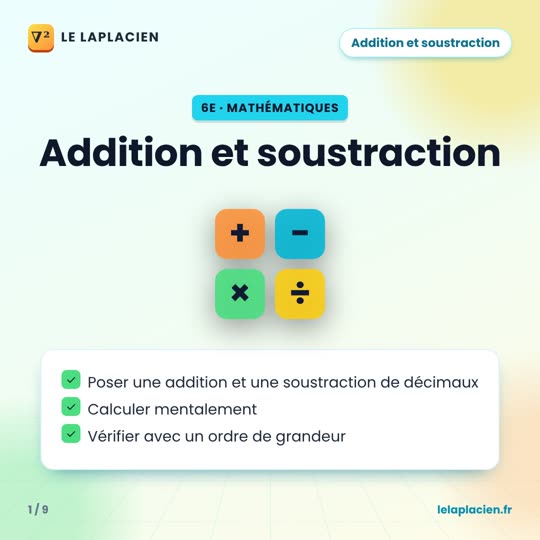 ∇² LE LAPLACIEN
Addition et soustraction
6E · MATHÉMATIQUES
Addition et soustraction
+ −
× ÷
Poser une addition et une soustraction de décimaux
Calculer mentalement
Vérifier avec un ordre de grandeur
1 / 9
lelaplacien.fr